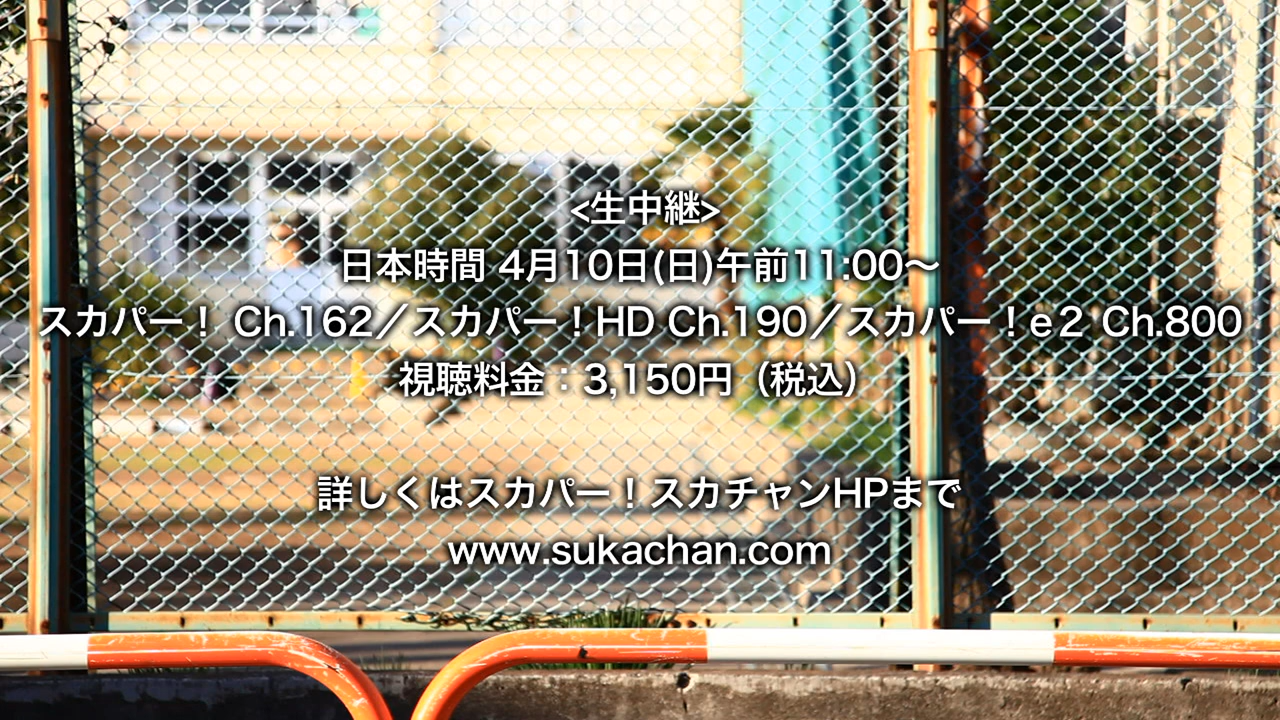 <生中継>
日本時間 4月10日(日)午前11:00〜
スカパー！ Ch.162／スカパー！HD Ch.190／スカパー！e２ Ch.800
視聴料金：3,150円（税込）
詳しくはスカパー！スカチャンHPまで
www.sukachan.com